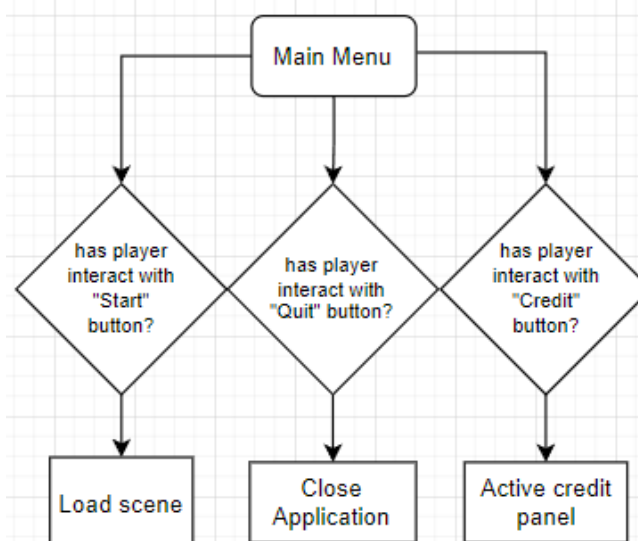 Main Menu
has player
interact with
"Start"
button?
has player
interact with
"Quit" button?
has player
interact with
"Credit"
button?
Load scene
Close
Application
Active credit
panel